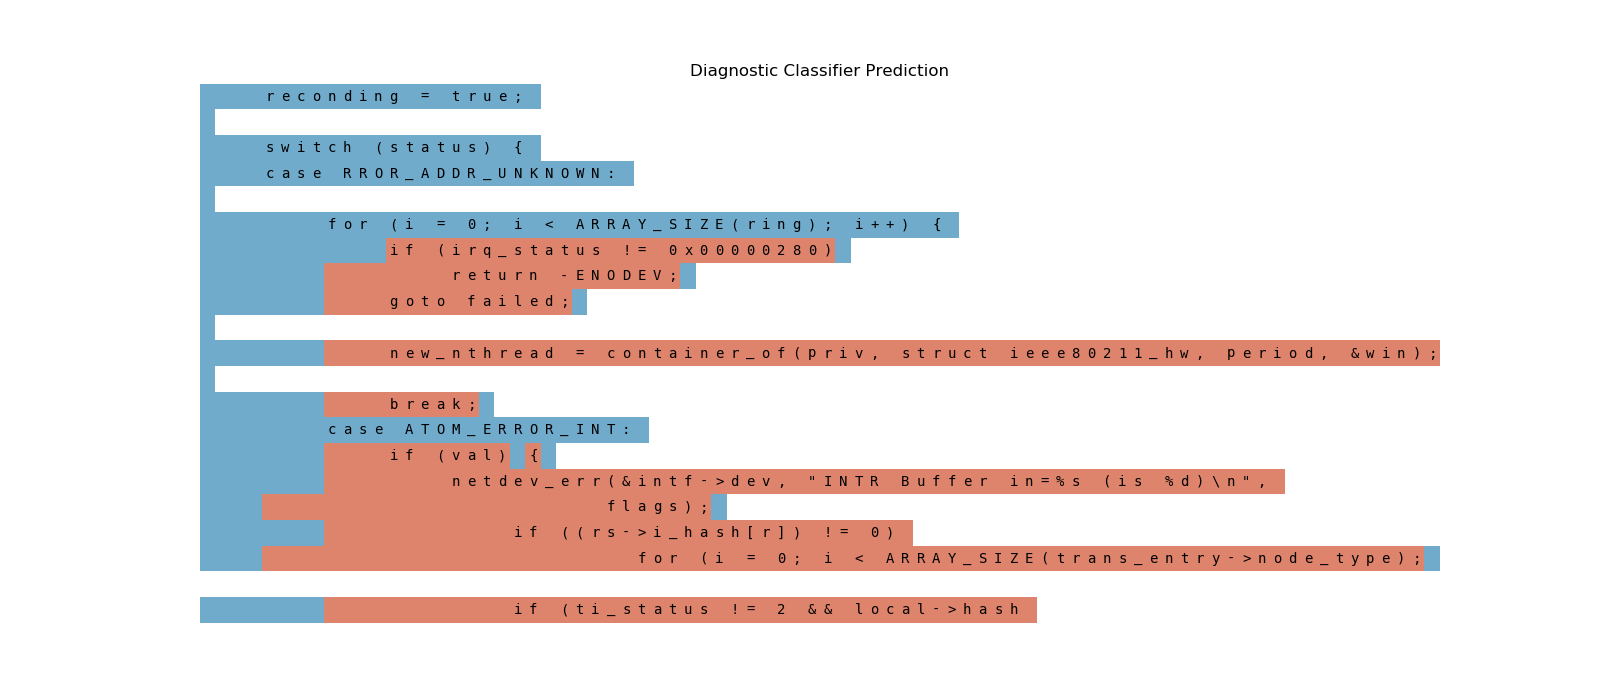 Diagnostic Classifier Prediction
reconding = true;
switch (status) {
case RROR_ADDR_UNKNOWN:
for (i = 0; i < ARRAY_SIZE(ring); i++) {
if (irq_status != 0x00000280)
return -ENODEV;
goto failed;
new_nthread = container_of(priv, struct ieee80211_hw, period, &win);
break;
case ATOM_ERROR_INT:
if (val) {
netdev_err(&intf->dev, "INTR Buffer in=%s (is %d)\n",
flags);
if ((rs->i_hash[r]) != 0)
for (i = 0; i < ARRAY_SIZE(trans_entry->node_type);
if (ti_status != 2 && local->hash